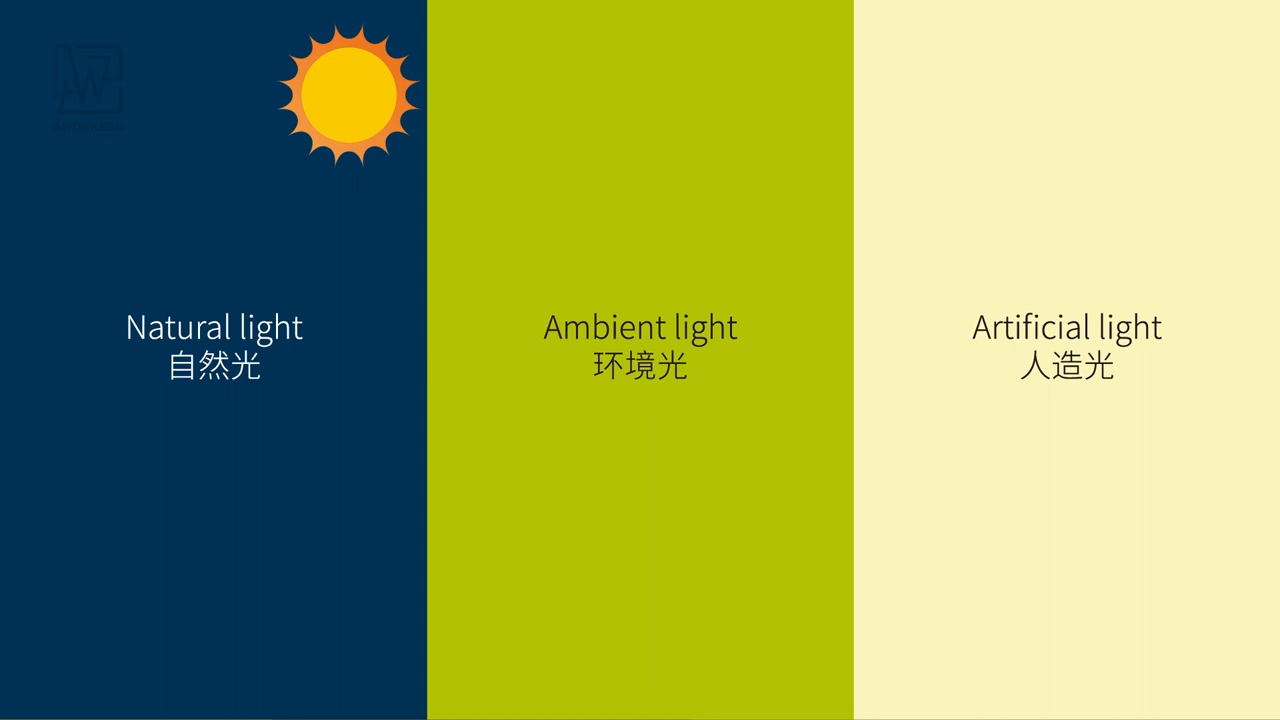 Natural light
自然光
Ambient light
环境光
Artificial light
人造光